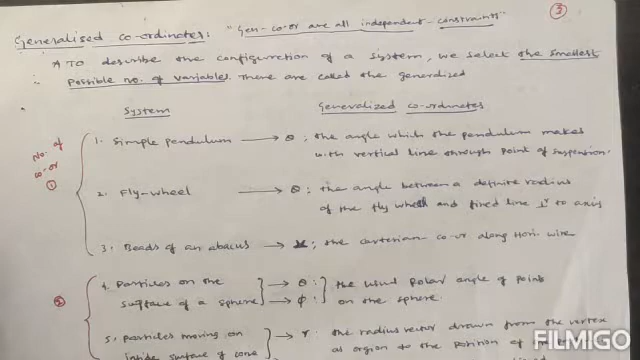 ③
Generalised co-ordinates: "Gen-co-or are all independent constraints"
A To describe the configuration of a system, we select the smallest
possible no. of variables. There are called the generalized
System Generalized co-ordinates
No. of
co-or
①
1. Simple pendulum → θ ; the angle which the pendulum makes
with vertical line through point of suspension.
2. Fly-wheel → θ : the angle between a definite radius
of the fly wheel and fixed line ⊥r to axis
3. Beads of an abacus → x ; the cartesian co-or along Hori. wire
②
4. Particles on the → θ : the usual polar angle of point
surface of a sphere → φ : on the sphere.
5. Particles moving on → r : the radius vector drawn from the vertex
inside surface of cone as orgion to the position of
FILMIGO